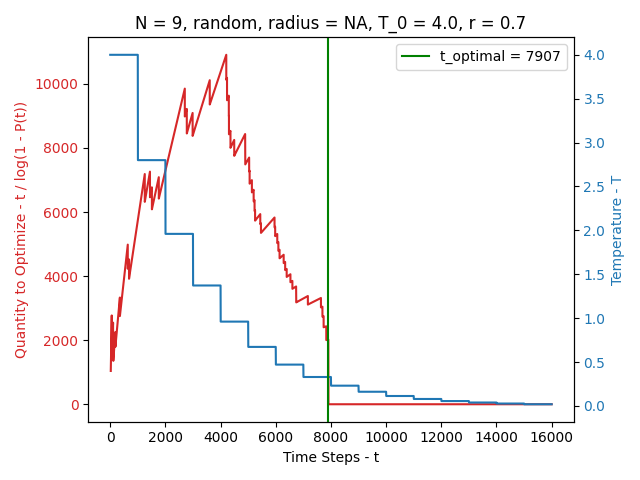 N = 9, random, radius = NA, T_0 = 4.0, r = 0.7
t_optimal = 7907
Quantity to Optimize - t / log(1 - P(t))
10000
8000
6000
4000
2000
0
4.0
3.5
3.0
2.5
2.0
1.5
1.0
0.5
0.0
Temperature - T
0 2000 4000 6000 8000 10000 12000 14000 16000
Time Steps - t